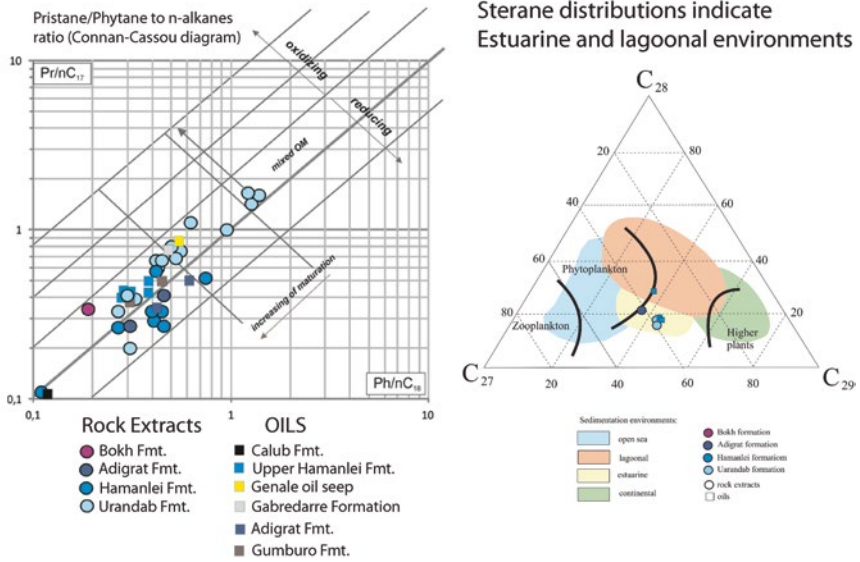 Pristane/Phytane to n-alkanes
ratio (Connan-Cassou diagram)
10
Pr/nC₁₇
oxidizing
reducing
mixed OM
1
increasing of maturation
Ph/nC₁₈
0,1
0,1
1
10
Rock Extracts
Bokh Fmt.
Adigrat Fmt.
Hamanlei Fmt.
Urandab Fmt.
OILS
Calub Fmt.
Upper Hamanlei Fmt.
Genale oil seep
Gabredarre Formation
Adigrat Fmt.
Gumburo Fmt.
Sterane distributions indicate
Estuarine and lagoonal environments
C₂₈
20
80
40
60
60
40
Phytoplankton
80
20
Zooplankton
Higher
plants
C₂₇
20
40
60
80
C₂₉
Sedimentation environments:
open sea
lagoonal
estuarine
continental
Bokh formation
Adigrat formation
Hamanlei formation
Uarandab formation
rock extracts
oils